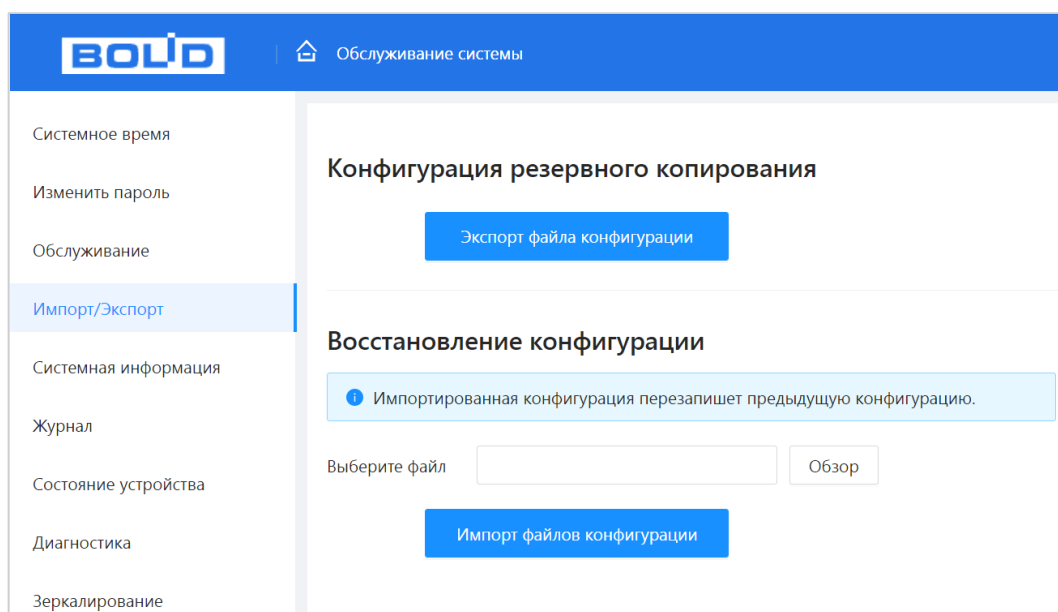 BOLID
Обслуживание системы
Системное время
Изменить пароль
Обслуживание
Импорт/Экспорт
Системная информация
Журнал
Состояние устройства
Диагностика
Зеркалирование
Конфигурация резервного копирования
Экспорт файла конфигурации
Восстановление конфигурации
Импортированная конфигурация перезапишет предыдущую конфигурацию.
Выберите файл Обзор
Импорт файлов конфигурации